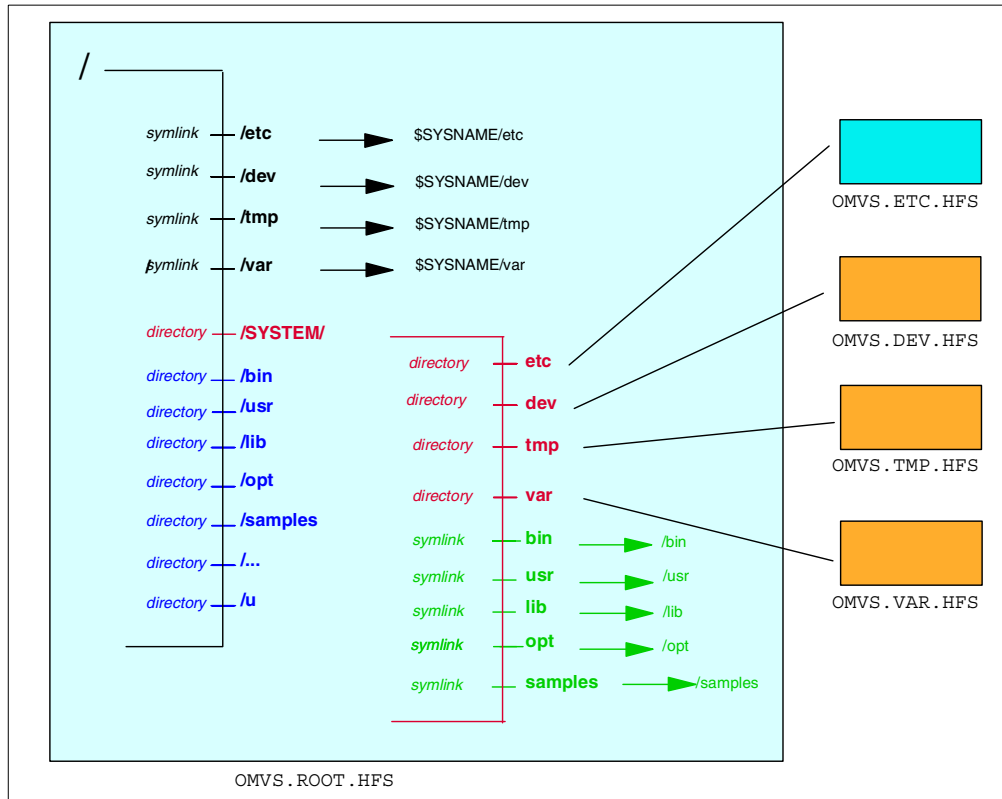 /
symlink /etc $SYSNAME/etc
symlink /dev $SYSNAME/dev
symlink /tmp $SYSNAME/tmp
/symlink /var $SYSNAME/var
directory /SYSTEM/
directory /bin
directory /usr
directory /lib
directory /opt
directory /samples
directory /...
directory /u
directory etc
directory dev
directory tmp
directory var
symlink bin /bin
symlink usr /usr
symlink lib /lib
symlink opt /opt
symlink samples /samples
OMVS.ETC.HFS
OMVS.DEV.HFS
OMVS.TMP.HFS
OMVS.VAR.HFS
OMVS.ROOT.HFS